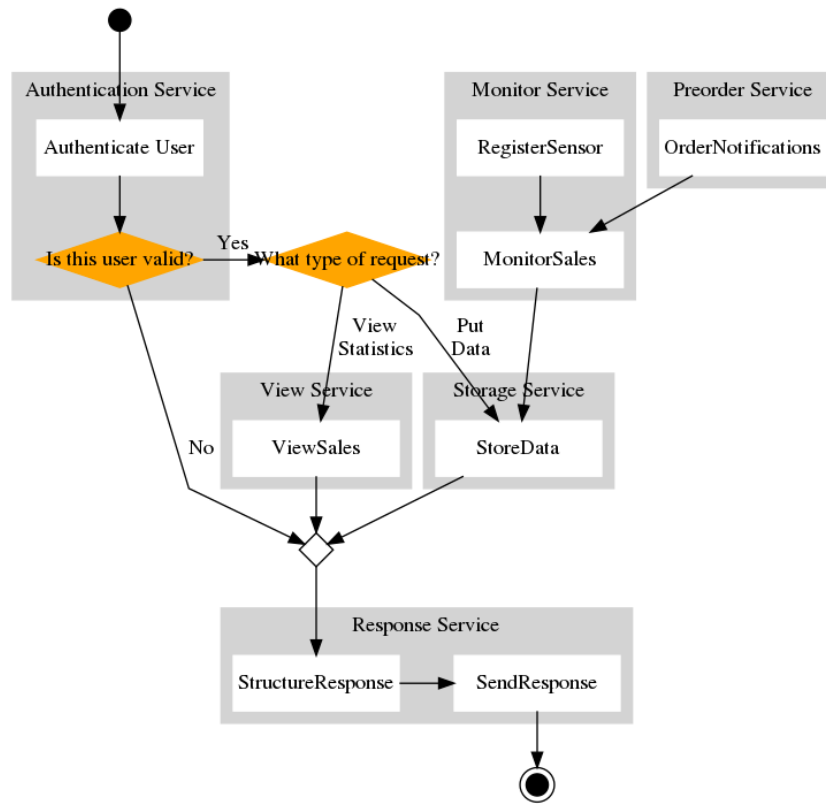 Authentication Service
Monitor Service
Preorder Service
Authenticate User
RegisterSensor
OrderNotifications
Is this user valid?
Yes
What type of request?
MonitorSales
View
Statistics
Put
Data
View Service
Storage Service
No
ViewSales
StoreData
Response Service
StructureResponse
SendResponse